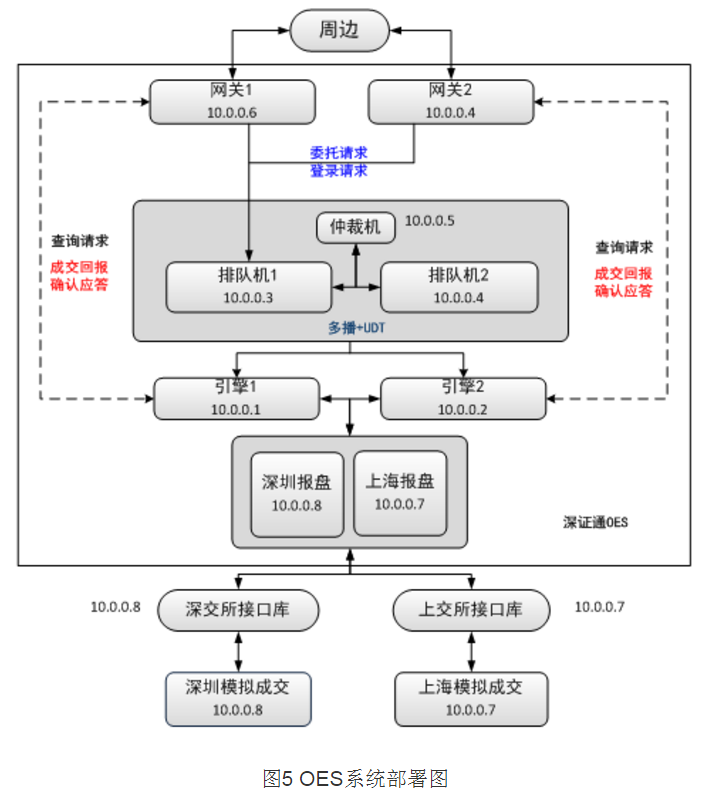 周边
网关1
10.0.0.6
网关2
10.0.0.4
委托请求
登录请求
仲裁机
10.0.0.5
查询请求
成交回报
确认应答
排队机1
10.0.0.3
排队机2
10.0.0.4
查询请求
成交回报
确认应答
多播+UDT
引擎1
10.0.0.1
引擎2
10.0.0.2
深圳报盘
10.0.0.8
上海报盘
10.0.0.7
深证通OES
10.0.0.8
深交所接口库
上交所接口库
10.0.0.7
深圳模拟成交
10.0.0.8
上海模拟成交
10.0.0.7
图5 OES系统部署图